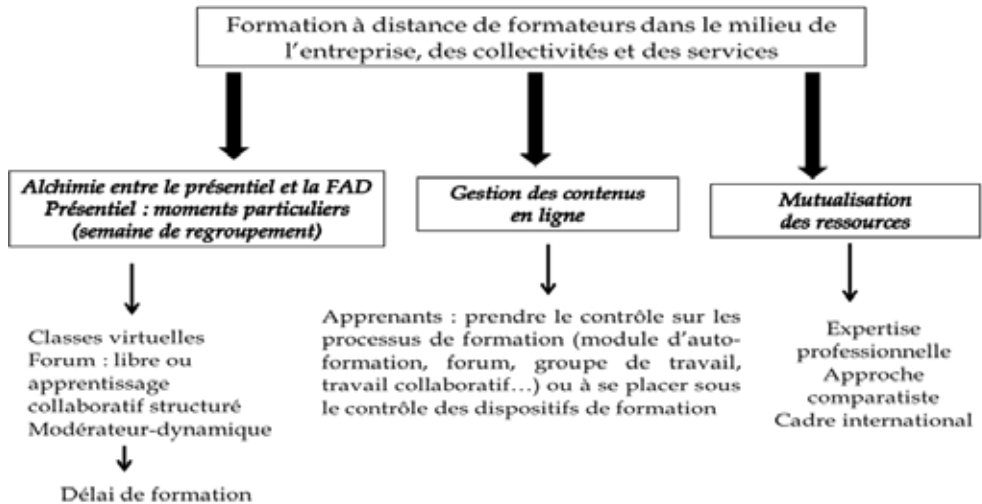 Formation à distance de formateurs dans le milieu de
l'entreprise, des collectivités et des services
Alchimie entre le présentiel et la FAD
Présentiel : moments particuliers
(semaine de regroupement)
Gestion des contenus
en ligne
Mutualisation
des ressources
Classes virtuelles
Forum : libre ou
apprentissage
collaboratif structuré
Modérateur-dynamique
Délai de formation
Apprenants : prendre le contrôle sur les
processus de formation (module d'auto-
formation, forum, groupe de travail,
travail collaboratif…) ou à se placer sous
le contrôle des dispositifs de formation
Expertise
professionnelle
Approche
comparatiste
Cadre international